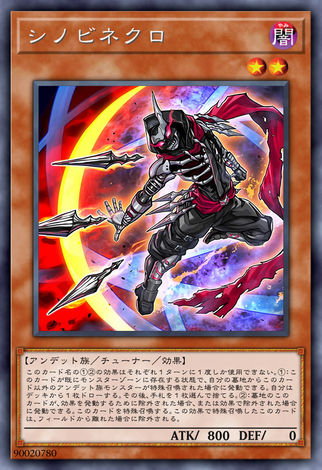 シノビネクロ
闇
やみ
【アンデット族／チューナー／効果】
このカード名の①②の効果はそれぞれ１ターンに１度しか使用できない。①：こ
のカードが既にモンスターゾーンに存在する状態で、自分の墓地からこのカー
ド以外のアンデット族モンスターが特殊召喚された場合に発動できる。自分は
デッキから１枚ドローする。その後、手札を１枚選んで捨てる。②：墓地のこの
カードが、効果を発動するために除外された場合、または効果で除外された場合
に発動できる。このカードを特殊召喚する。この効果で特殊召喚したこのカード
は、フィールドから離れた場合に除外される。
ATK/ 800 DEF/ 0
90020780